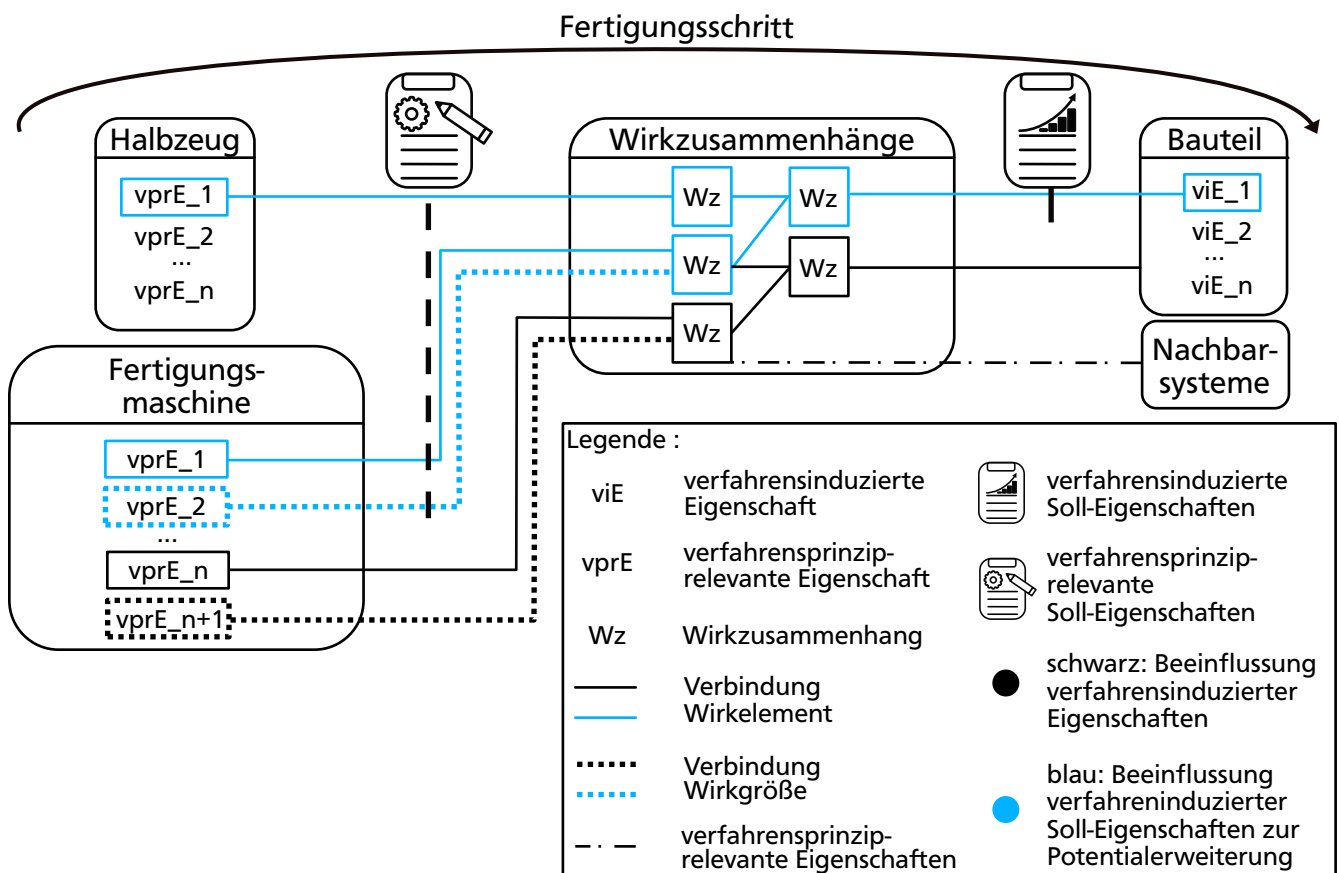 Fertigungsschritt
Halbzeug
vprE_1
vprE_2
...
vprE_n
Fertigungs-
maschine
vprE_1
vprE_2
...
vprE_n
vprE_n+1
Wirkzusammenhänge
Wz
Wz
Wz
Wz
Wz
Bauteil
viE_1
viE_2
...
viE_n
Nachbar-
systeme
Legende :
viE
verfahrensinduzierte
Eigenschaft
vprE
verfahrensprinzip-
relevante Eigenschaft
Wz
Wirkzusammenhang
Verbindung
Wirkelement
Verbindung
Wirkgröße
verfahrensprinzip-
relevante Eigenschaften
verfahrensinduzierte
Soll-Eigenschaften
verfahrensprinzip-
relevante
Soll-Eigenschaften
schwarz: Beeinflussung
verfahrensinduzierter
Eigenschaften
blau: Beeinflussung
verfahreninduzierter
Soll-Eigenschaften zur
Potentialerweiterung